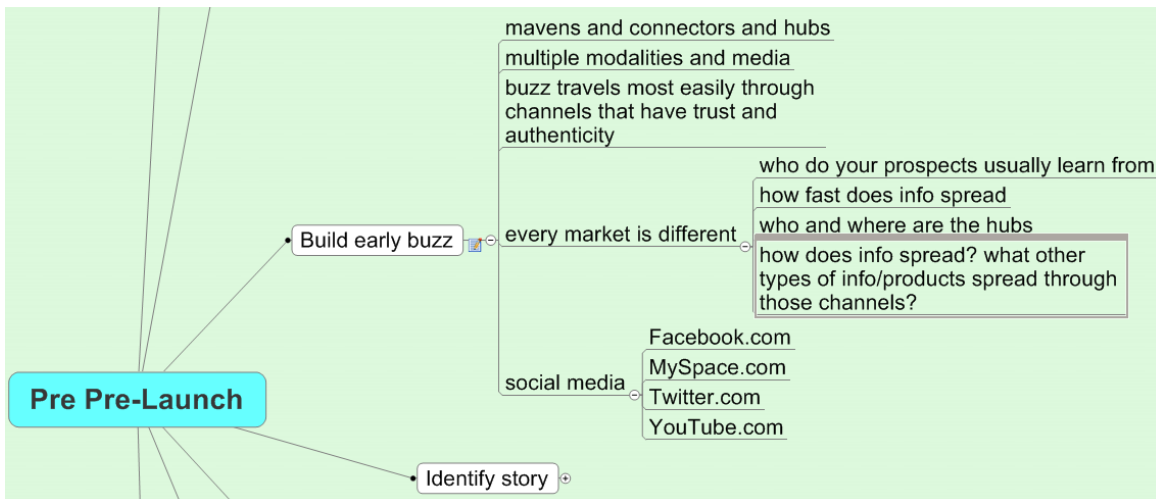 mavens and connectors and hubs
multiple modalities and media
buzz travels most easily through
channels that have trust and
authenticity
who do your prospects usually learn from
how fast does info spread
Build early buzz
every market is different
who and where are the hubs
how does info spread? what other
types of info/products spread through
those channels?
Facebook.com
MySpace.com
social media
Twitter.com
YouTube.com
Pre Pre-Launch
Identify story